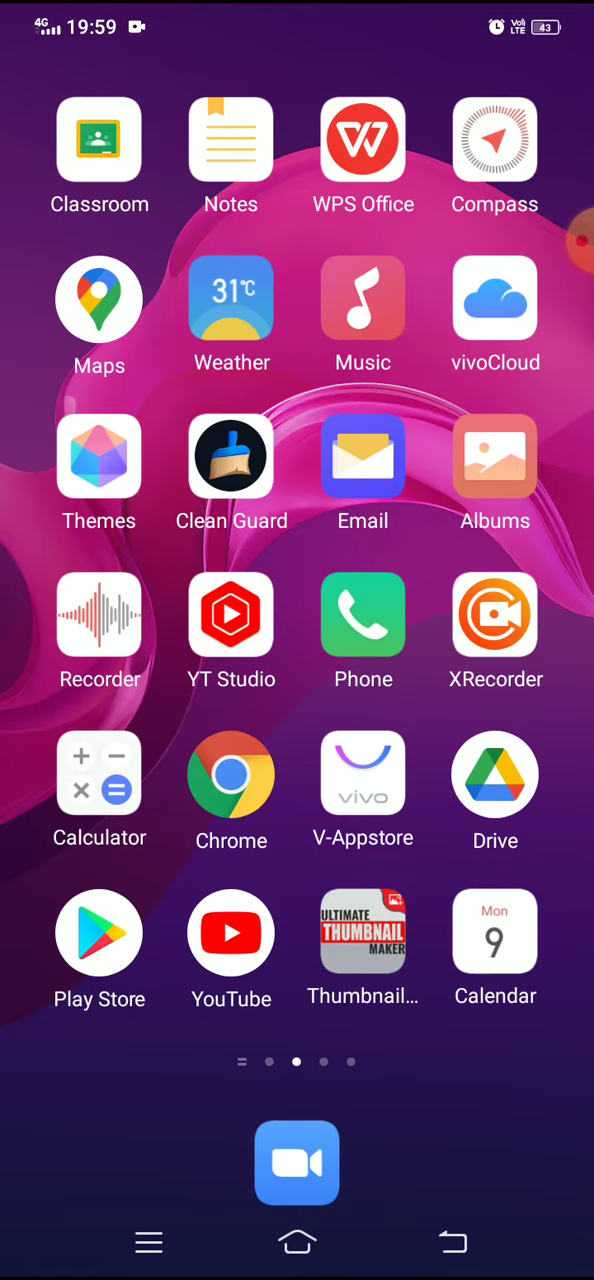 4G 19:59 VoLTE 43
Classroom Notes WPS Office Compass
31℃
Maps Weather Music vivoCloud
Themes Clean Guard Email Albums
Recorder YT Studio Phone XRecorder
vivo
Calculator Chrome V-Appstore Drive
ULTIMATE
THUMBNAIL
MAKER
Mon
9
Play Store YouTube Thumbnail... Calendar